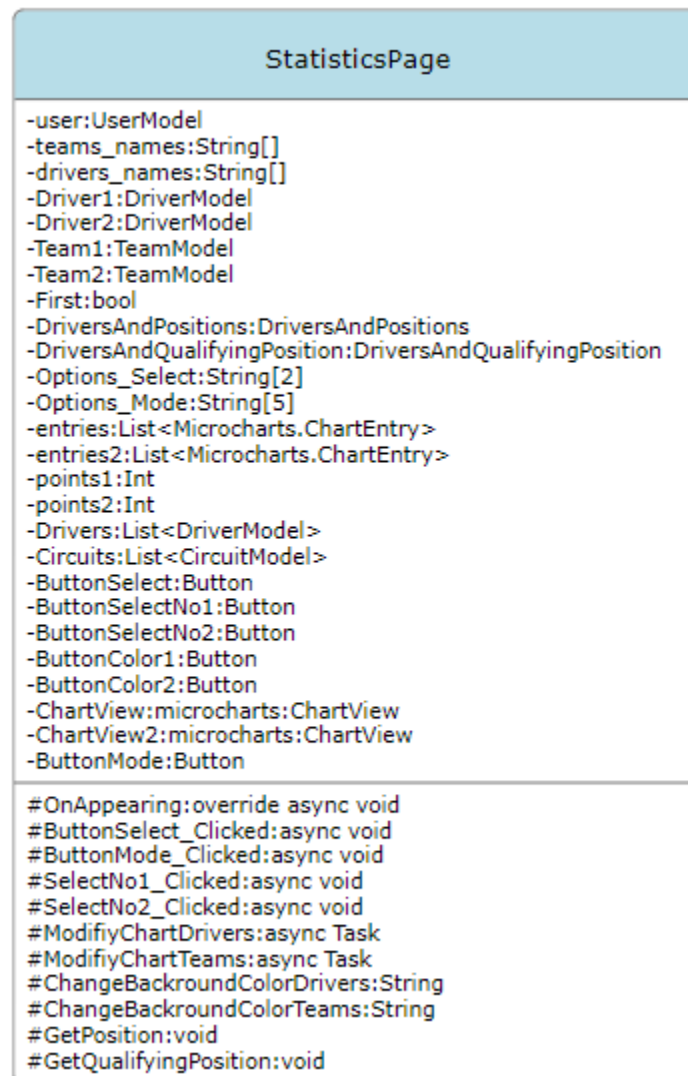 StatisticsPage
-user:UserModel
-teams_names:String[]
-drivers_names:String[]
-Driver1:DriverModel
-Driver2:DriverModel
-Team1:TeamModel
-Team2:TeamModel
-First:bool
-DriversAndPositions:DriversAndPositions
-DriversAndQualifyingPosition:DriversAndQualifyingPosition
-Options_Select:String[2]
-Options_Mode:String[5]
-entries:List<Microcharts.ChartEntry>
-entries2:List<Microcharts.ChartEntry>
-points1:Int
-points2:Int
-Drivers:List<DriverModel>
-Circuits:List<CircuitModel>
-ButtonSelect:Button
-ButtonSelectNo1:Button
-ButtonSelectNo2:Button
-ButtonColor1:Button
-ButtonColor2:Button
-ChartView:microcharts:ChartView
-ChartView2:microcharts:ChartView
-ButtonMode:Button
#OnAppearing:override async void
#ButtonSelect_Clicked:async void
#ButtonMode_Clicked:async void
#SelectNo1_Clicked:async void
#SelectNo2_Clicked:async void
#ModifiyChartDrivers:async Task
#ModifiyChartTeams:async Task
#ChangeBackroundColorDrivers:String
#ChangeBackroundColorTeams:String
#GetPosition:void
#GetQualifyingPosition:void